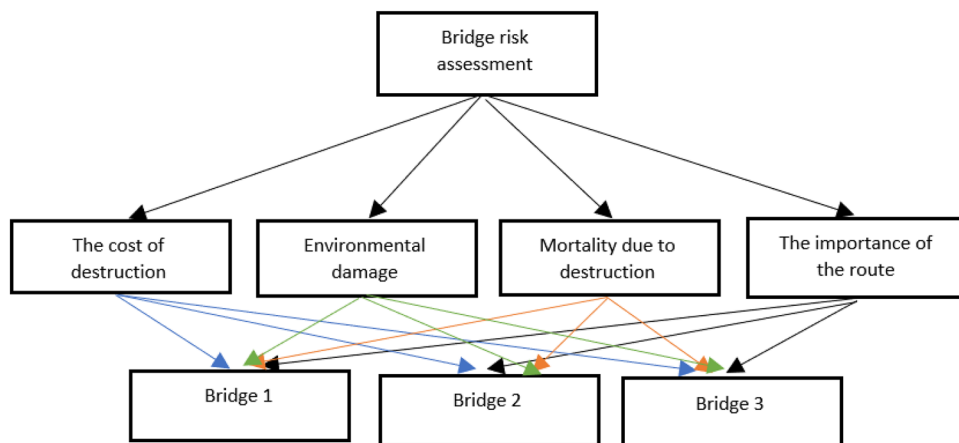 Bridge risk
assessment
The cost of
destruction
Environmental
damage
Mortality due to
destruction
The importance of
the route
Bridge 1
Bridge 2
Bridge 3